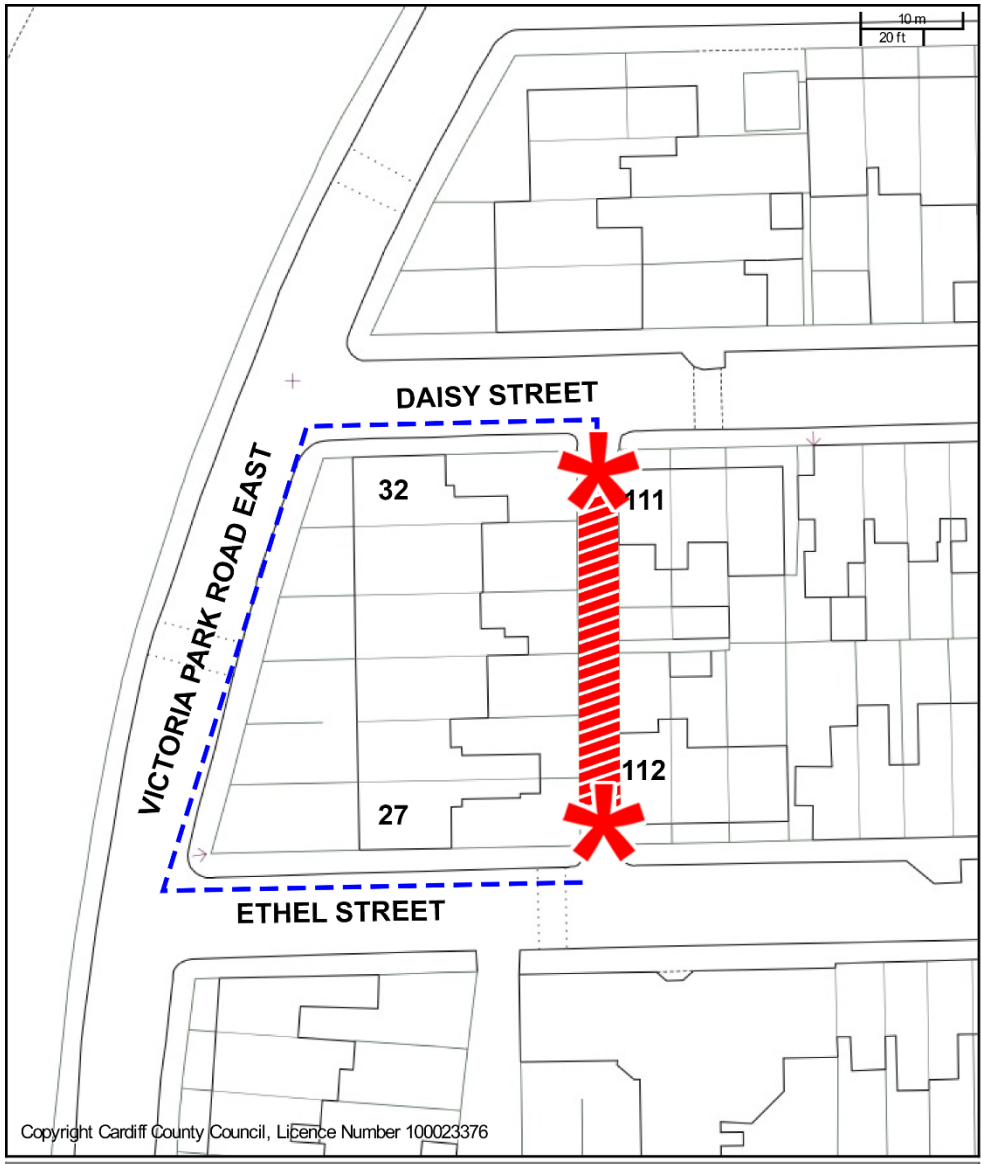 10 m
20 ft
DAISY STREET
VICTORIA PARK ROAD EAST
32
111
112
27
ETHEL STREET
Copyright Cardiff County Council, Licence Number 100023376